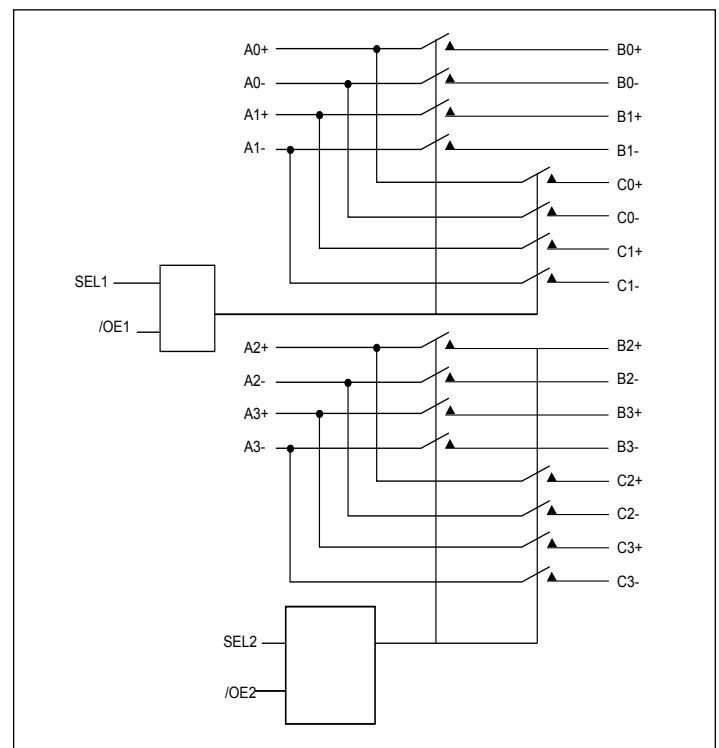 A0+ B0+
A0- B0-
A1+ B1+
A1- B1-
C0+
C0-
C1+
SEL1 C1-
/OE1
A2+ B2+
A2- B2-
A3+ B3+
A3- B3-
C2+
C2-
C3+
C3-
SEL2
/OE2